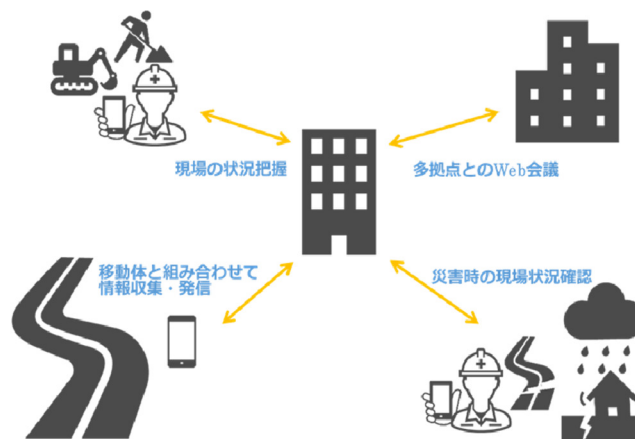 現場の状況把握
多拠点とのWeb会議
移動体と組み合わせて
情報収集・発信
災害時の現場状況確認